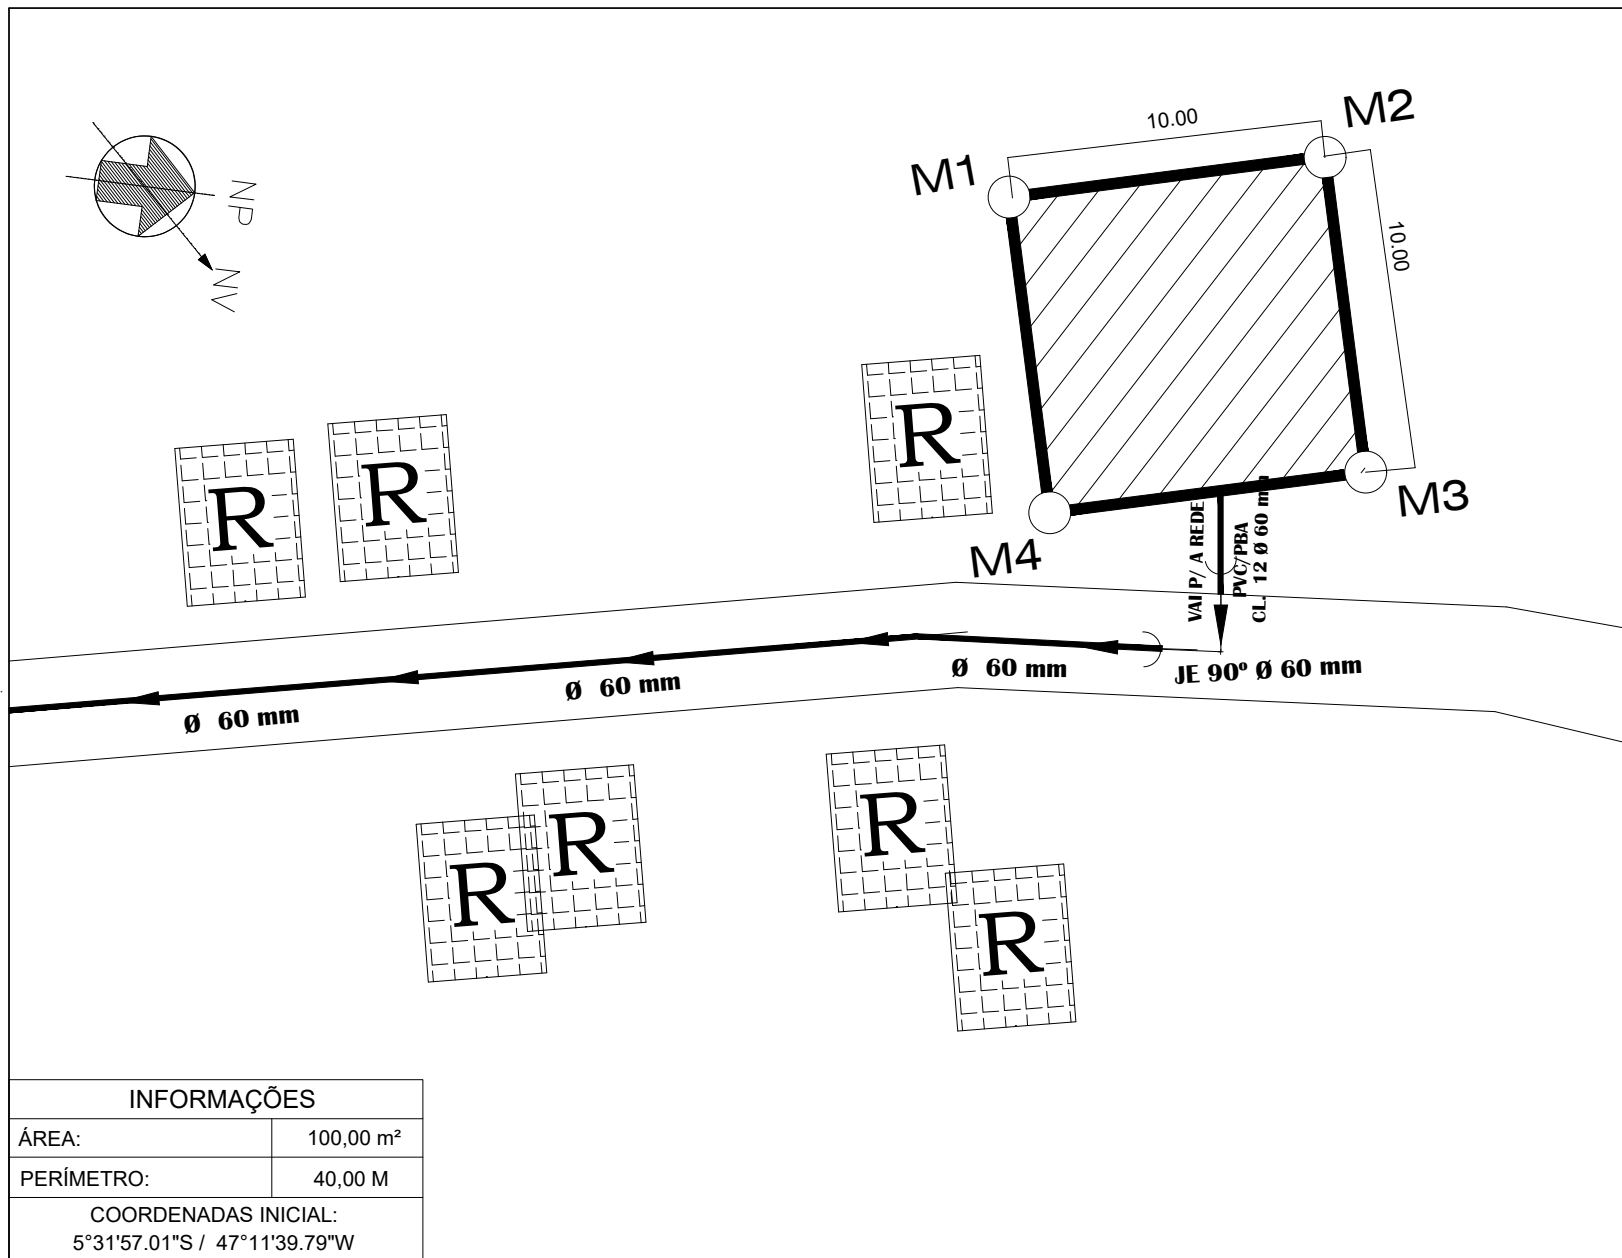 M2
10.00
M1
10.00
NP
NV
R
R
R
M3
M4
VAI P/ A REDE
PVC/PBA
CL. 12 Ø 60 mm
Ø 60 mm
Ø 60 mm
Ø 60 mm
JE 90º Ø 60 mm
R
R
R
R
INFORMAÇÕES
ÁREA: 100,00 m²
PERÍMETRO: 40,00 M
COORDENADAS INICIAL:
5°31'57.01"S / 47°11'39.79"W